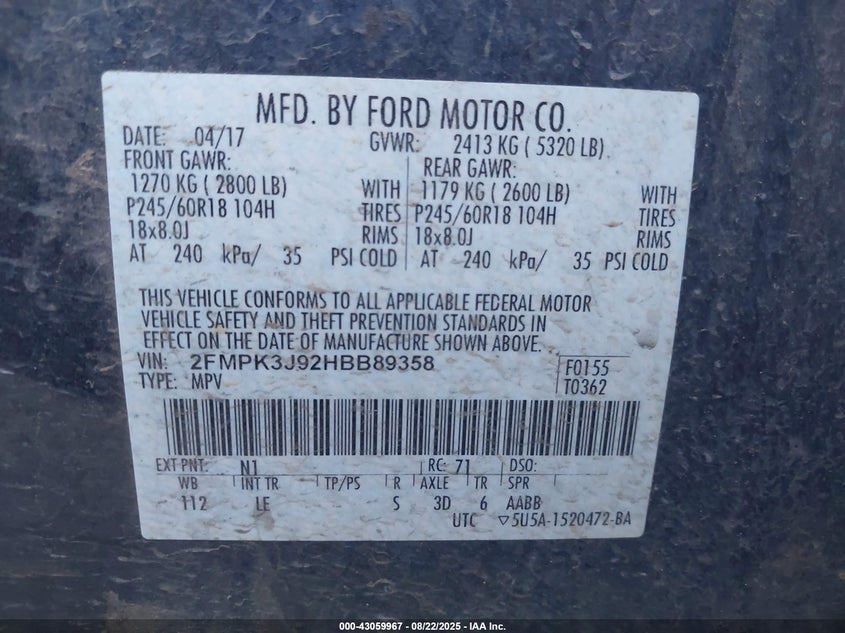 MFD. BY FORD MOTOR CO.
DATE: 04/17 GVWR: 2413 KG ( 5320 LB)
FRONT GAWR: REAR GAWR:
1270 KG ( 2800 LB) WITH 1179 KG ( 2600 LB) WITH
P245/60R18 104H TIRES P245/60R18 104H TIRES
18x8.0J RIMS 18x8.0J RIMS
AT 240 kPa/ 35 PSI COLD AT 240 kPa/ 35 PSI COLD
THIS VEHICLE CONFORMS TO ALL APPLICABLE FEDERAL MOTOR
VEHICLE SAFETY AND THEFT PREVENTION STANDARDS IN
EFFECT ON THE DATE OF MANUFACTURE SHOWN ABOVE.
VIN: 2FMPK3J92HBB89358 F0155
TYPE: MPV T0362
EXT PNT: N1 RC: 71 DSO:
WB INT TR TP/PS R AXLE TR SPR
112 LE S 3D 6 AABB
UTC ▽5U5A-1520472-BA
000-43059967 - 08/22/2025 - IAA Inc.